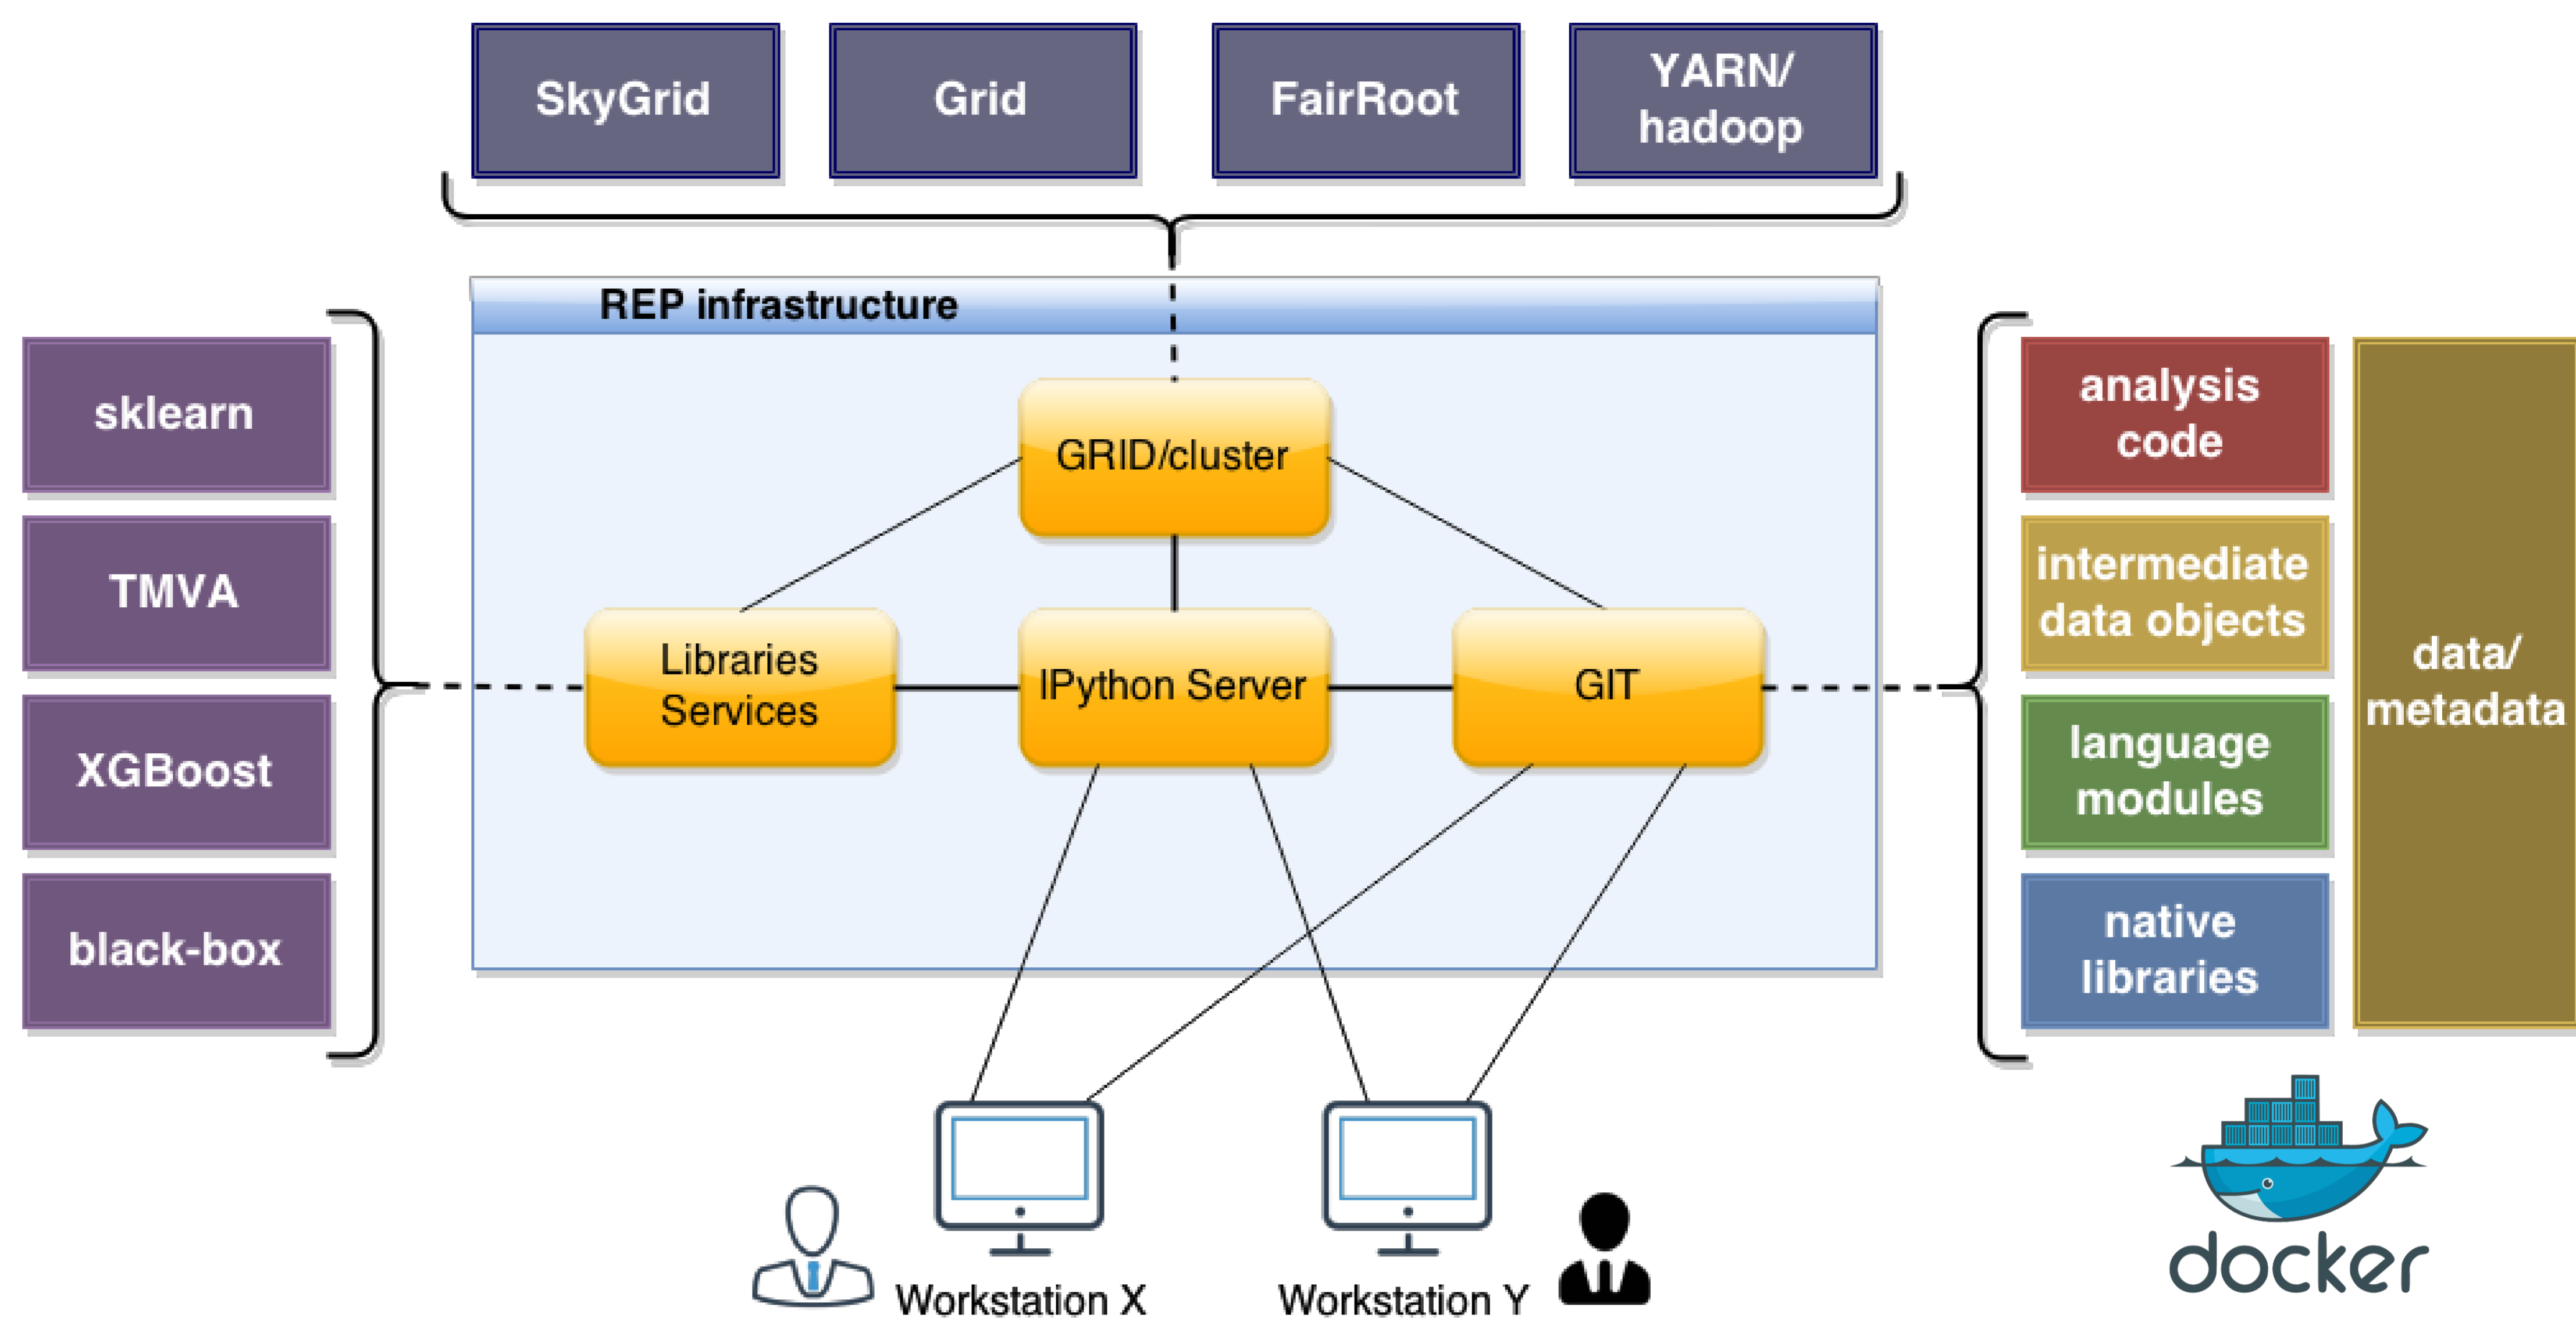 SkyGrid
Grid
FairRoot
YARN/
hadoop
REP infrastructure
sklearn
TMVA
XGBoost
black-box
GRID/cluster
Libraries
Services
IPython Server
GIT
analysis
code
intermediate
data objects
language
modules
native
libraries
data/
metadata
Workstation X
Workstation Y
docker